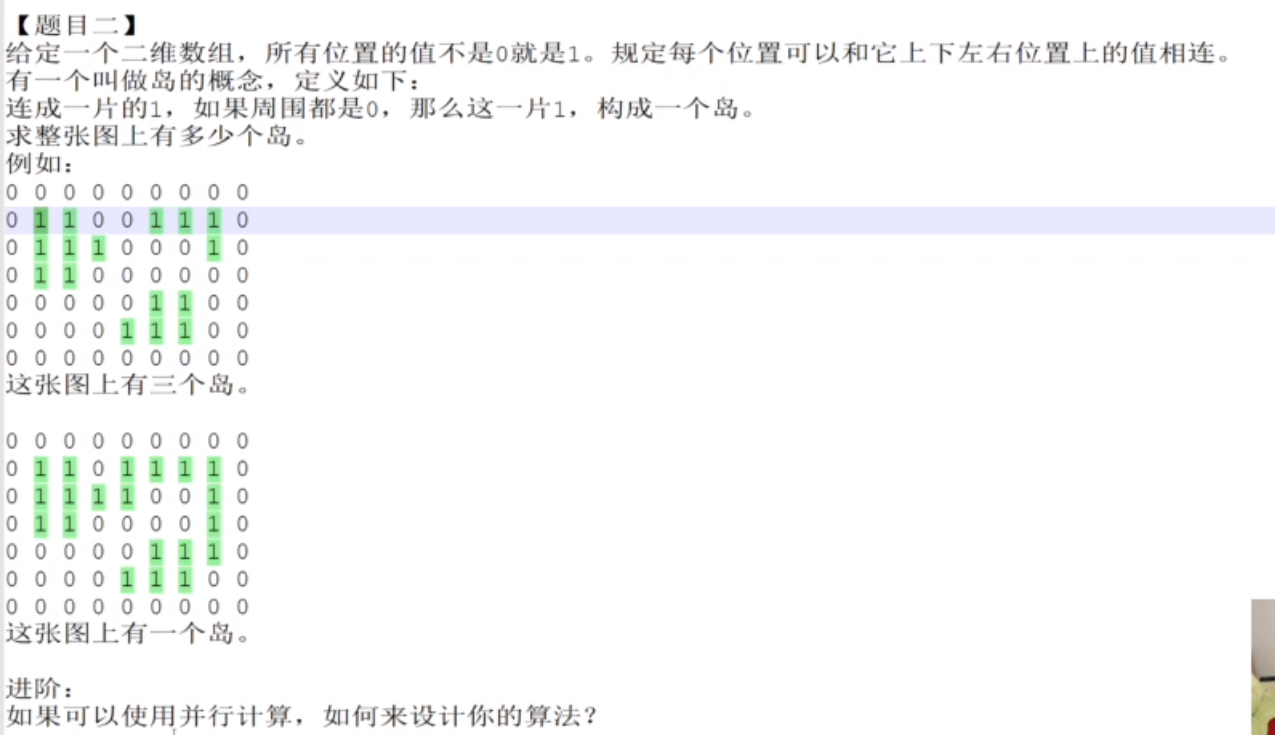 【题目二】
给定一个二维数组，所有位置的值不是0就是1。规定每个位置可以和它上下左右位置上的值相连。
有一个叫做岛的概念，定义如下：
连成一片的1，如果周围都是0，那么这一片1，构成一个岛。
求整张图上有多少个岛。
例如：
0 0 0 0 0 0 0 0 0
0 1 1 0 0 1 1 1 0
0 1 1 1 0 0 0 1 0
0 1 1 0 0 0 0 0 0
0 0 0 0 0 1 1 0 0
0 0 0 0 1 1 1 0 0
0 0 0 0 0 0 0 0 0
这张图上有三个岛。
0 0 0 0 0 0 0 0 0
0 1 1 0 1 1 1 1 0
0 1 1 1 1 0 0 1 0
0 1 1 0 0 0 0 1 0
0 0 0 0 0 1 1 1 0
0 0 0 0 1 1 1 0 0
0 0 0 0 0 0 0 0 0
这张图上有一个岛。
进阶：
如果可以使用并行计算，如何来设计你的算法？